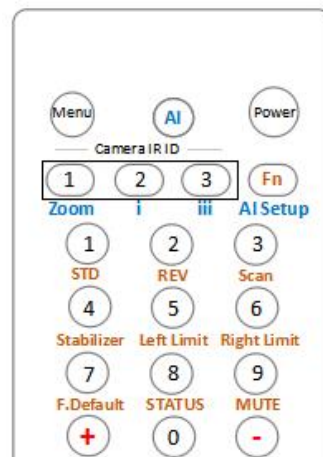 Menu AI Power
Camera IR ID
1 2 3 Fn
Zoom i iii AI Setup
1 2 3
STD REV Scan
4 5 6
Stabilizer Left Limit Right Limit
7 8 9
F.Default STATUS MUTE
+ 0 -